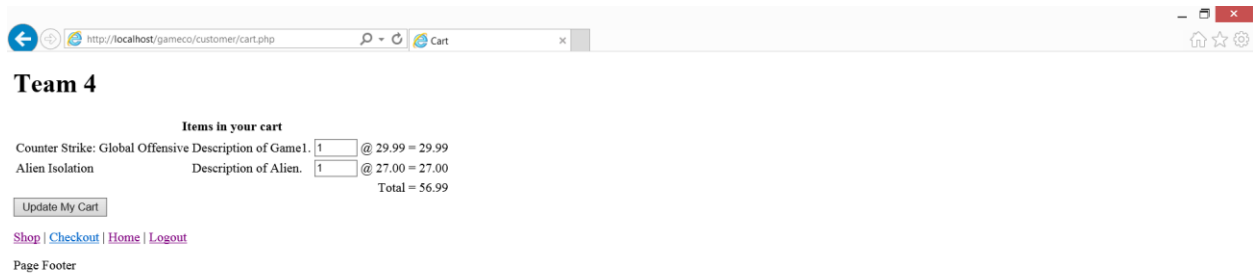 http://localhost/gameco/customer/cart.php
Cart
Team 4
Items in your cart
Counter Strike: Global Offensive Description of Game1. 1 @ 29.99 = 29.99
Alien Isolation Description of Alien. 1 @ 27.00 = 27.00
Total = 56.99
Update My Cart
Shop | Checkout | Home | Logout
Page Footer